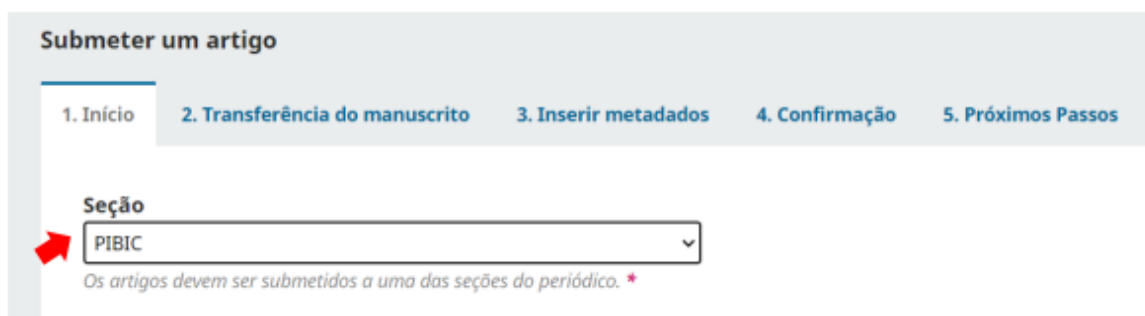 Submeter um artigo
1. Início 2. Transferência do manuscrito 3. Inserir metadados 4. Confirmação 5. Próximos Passos
Seção
PIBIC
Os artigos devem ser submetidos a uma das seções do periódico. *